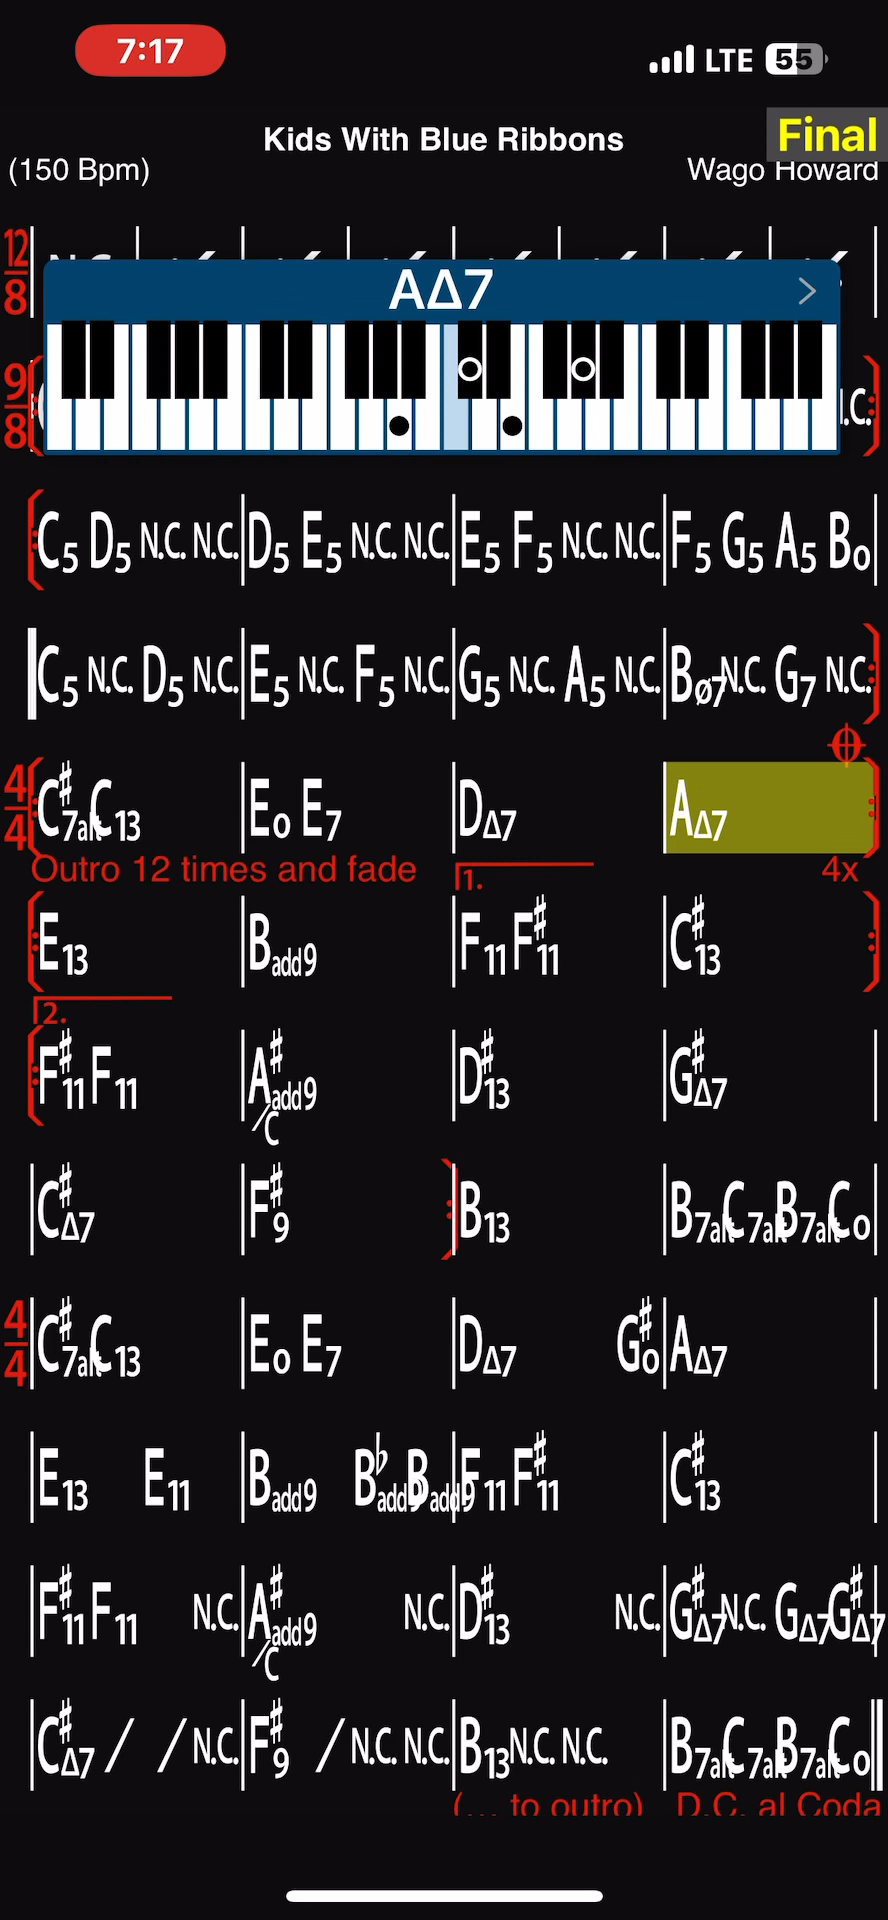 7:17 LTE 55
Kids With Blue Ribbons Final
(150 Bpm) Wago Howard
12/8
AΔ7
9/8 N.C.
C5 D5 N.C. N.C. D5 E5 N.C. N.C. E5 F5 N.C. N.C. F5 G5 A5 Bo
C5 N.C. D5 N.C. E5 N.C. F5 N.C. G5 N.C. A5 N.C. Bø7 N.C. G7 N.C.
4/4 C♯7alt C13 Eo E7 DΔ7 AΔ7
Outro 12 times and fade 1. 4x
E13 Badd9 F11 F♯11 C♯13
2.
F♯11 F11 A♯add9/C D♯13 G♯Δ7
C♯Δ7 F♯9 B13 B7alt C7alt B7alt Co
4/4 C♯7alt C13 Eo E7 DΔ7 G♯o AΔ7
E13 E11 Badd9 B♭add9 Badd9 F11 F♯11 C♯13
F♯11 F11 N.C. A♯add9/C N.C. D♯13 N.C. G♯Δ7 N.C. GΔ7 G♯Δ7
C♯Δ7 / / N.C. F♯9 / N.C. N.C. B13 N.C. N.C. B7alt C7alt B7alt Co
(... to outro) D.C. al Coda